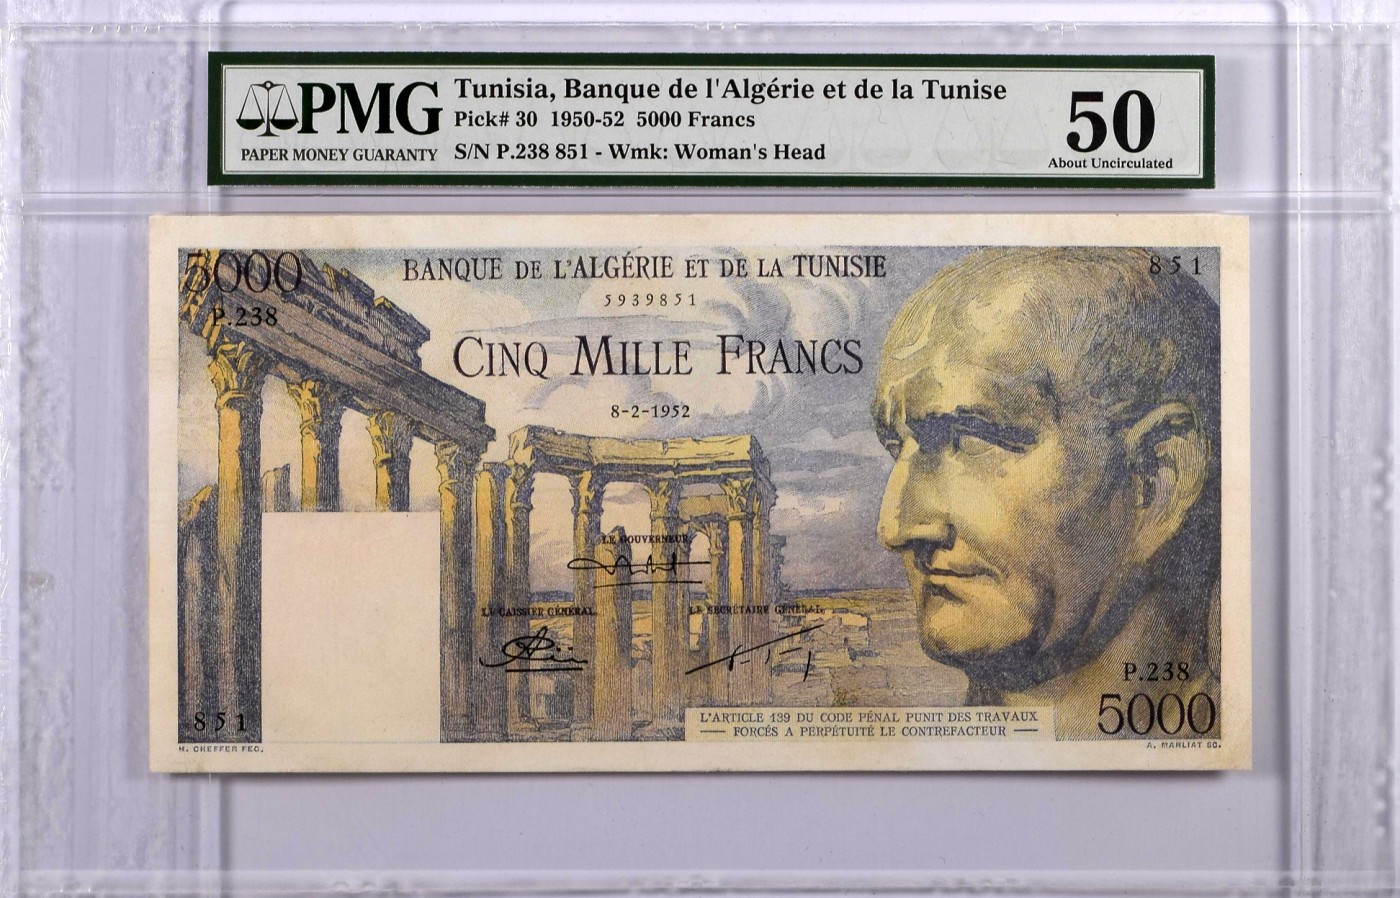 PMG
PAPER MONEY GUARANTY
Tunisia, Banque de l'Algérie et de la Tunise
Pick# 30 1950-52 5000 Francs
S/N P.238 851 - Wmk: Woman's Head
50
About Uncirculated
5000
BANQUE DE L'ALGÉRIE ET DE LA TUNISIE
851
P.238
5939851
CINQ MILLE FRANCS
8-2-1952
LE GOUVERNEUR,
LE CAISSIER GÉNÉRAL,
LE SECRÉTAIRE GÉNÉRAL,
P.238
851
L'ARTICLE 139 DU CODE PÉNAL PUNIT DES TRAVAUX
FORCÉS A PERPÉTUITÉ LE CONTREFACTEUR
5000
H. CHEFFER FEC.
A. MARLIAT SC.